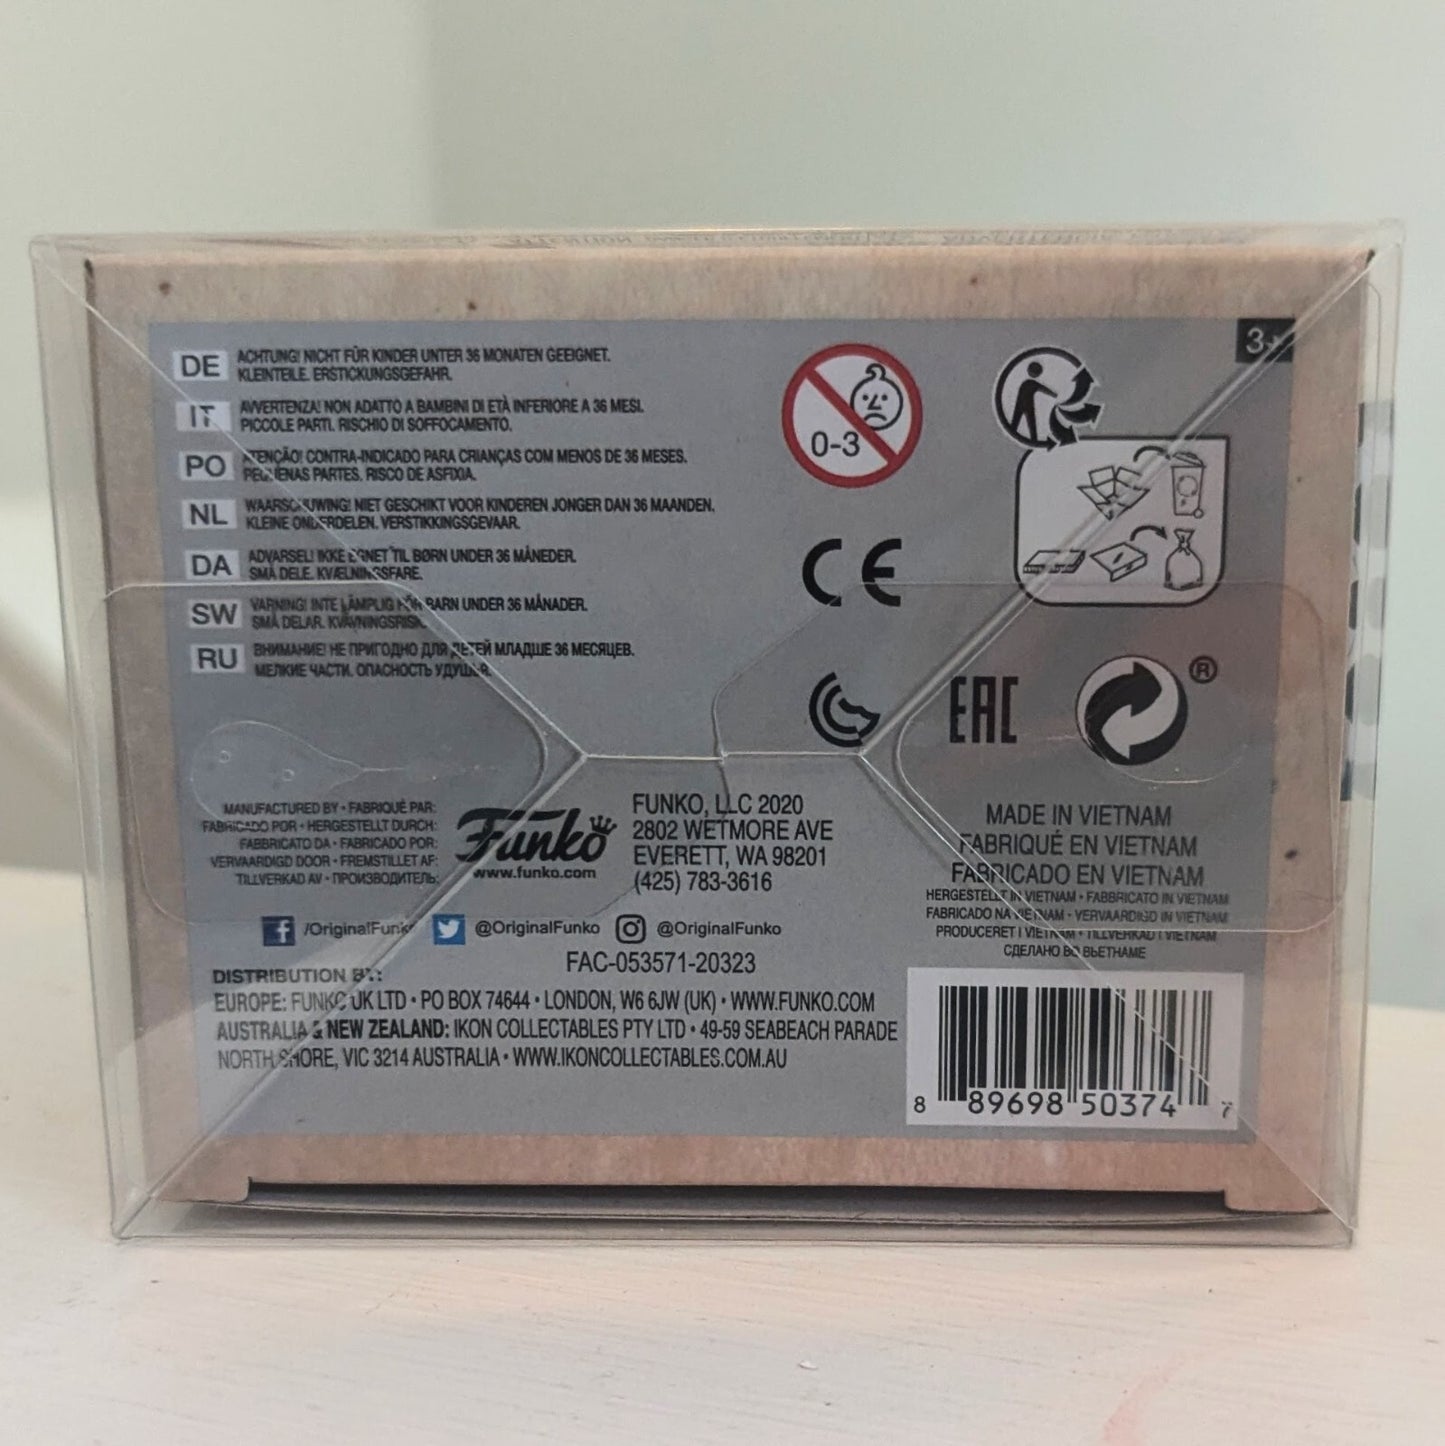 3+
DE ACHTUNG! NICHT FÜR KINDER UNTER 36 MONATEN GEEIGNET.
KLEINTEILE. ERSTICKUNGSGEFAHR.
IT AVVERTENZA! NON ADATTO A BAMBINI DI ETÀ INFERIORE A 36 MESI.
PICCOLE PARTI. RISCHIO DI SOFFOCAMENTO.
PO ATENÇÃO! CONTRA-INDICADO PARA CRIANÇAS COM MENOS DE 36 MESES.
PEQUENAS PARTES. RISCO DE ASFIXIA.
NL WAARSCHUWING! NIET GESCHIKT VOOR KINDEREN JONGER DAN 36 MAANDEN.
KLEINE ONDERDELEN. VERSTIKKINGSGEVAAR.
DA ADVARSEL! IKKE EGNET TIL BØRN UNDER 36 MÅNEDER.
SMÅ DELE. KVÆLNINGSFARE.
SW VARNING! INTE LÄMPLIG FÖR BARN UNDER 36 MÅNADER.
SMÅ DELAR. KVÄVNINGSRISK.
RU ВНИМАНИЕ! НЕ ПРИГОДНО ДЛЯ ДЕТЕЙ МЛАДШЕ 36 МЕСЯЦЕВ.
МЕЛКИЕ ЧАСТИ. ОПАСНОСТЬ УДУШЬЯ.
0-3
CE
EAC
®
MANUFACTURED BY • FABRIQUÉ PAR:
FABRICADO POR • HERGESTELLT DURCH:
FABBRICATO DA • FABRICADO POR:
VERVAARDIGD DOOR • FREMSTILLET AF:
TILLVERKAD AV • ПРОИЗВОДИТЕЛЬ:
Funko
www.funko.com
FUNKO, LLC 2020
2802 WETMORE AVE
EVERETT, WA 98201
(425) 783-3616
MADE IN VIETNAM
FABRIQUÉ EN VIETNAM
FABRICADO EN VIETNAM
HERGESTELLT IN VIETNAM • FABBRICATO IN VIETNAM
FABRICADO NA VIETNAM • VERVAARDIGD IN VIETNAM
PRODUCERET I VIETNAM • TILLVERKAD I VIETNAM
СДЕЛАНО ВО ВЬЕТНАМЕ
/OriginalFunko @OriginalFunko @OriginalFunko
FAC-053571-20323
DISTRIBUTION BY:
EUROPE: FUNKO UK LTD • PO BOX 74644 • LONDON, W6 6JW (UK) • WWW.FUNKO.COM
AUSTRALIA & NEW ZEALAND: IKON COLLECTABLES PTY LTD • 49-59 SEABEACH PARADE
NORTH SHORE, VIC 3214 AUSTRALIA • WWW.IKONCOLLECTABLES.COM.AU
8 89698 50374 7